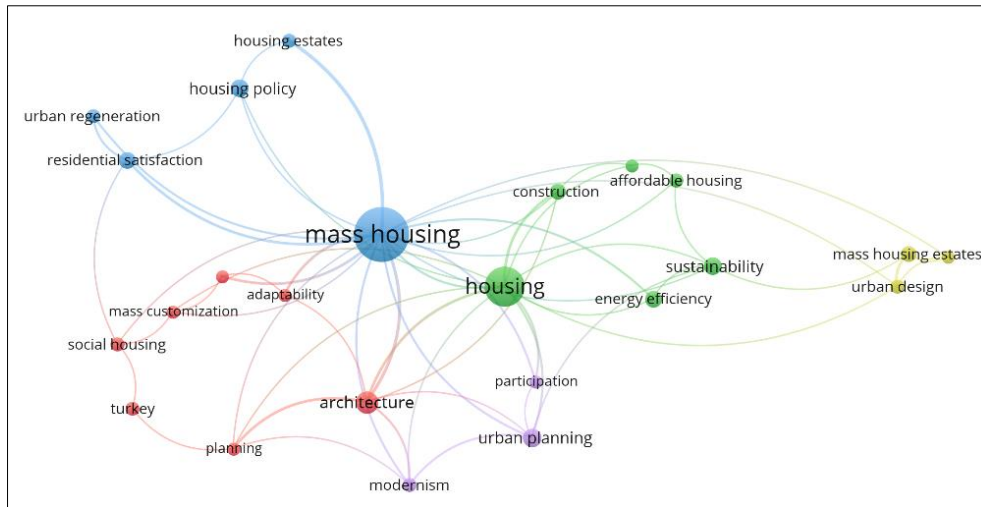 housing estates
housing policy
urban regeneration
residential satisfaction
construction
affordable housing
mass housing
mass housing estates
sustainability
urban design
housing
adaptability
energy efficiency
mass customization
social housing
participation
architecture
turkey
urban planning
planning
modernism